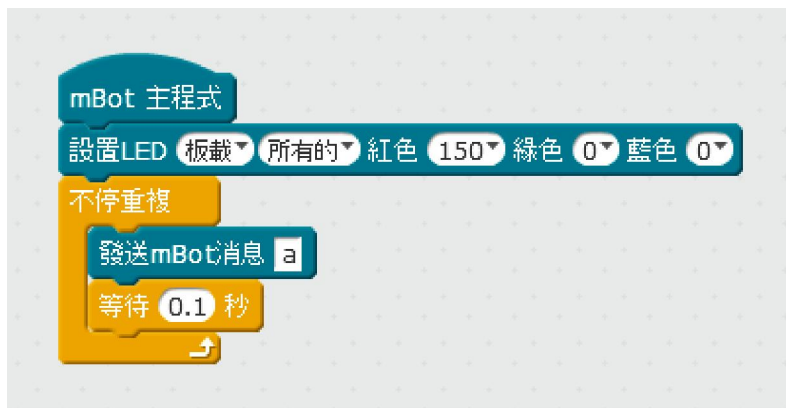 mBot 主程式
設置LED 板載 所有的 紅色 150 綠色 0 藍色 0
不停重複
發送mBot消息 a
等待 0.1 秒